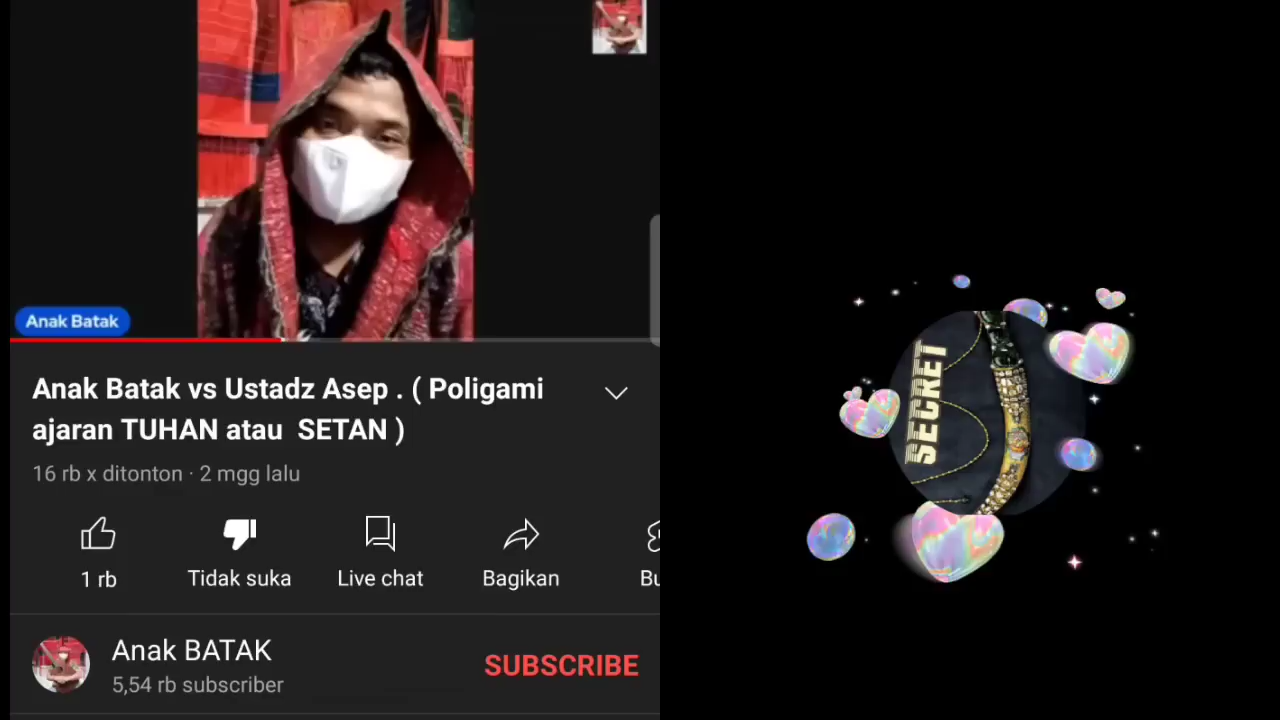 Anak Batak
Anak Batak vs Ustadz Asep . ( Poligami
ajaran TUHAN atau SETAN )
16 rb x ditonton · 2 mgg lalu
1 rb
Tidak suka
Live chat
Bagikan
Bu
Anak BATAK
5,54 rb subscriber
SUBSCRIBE
SECRET